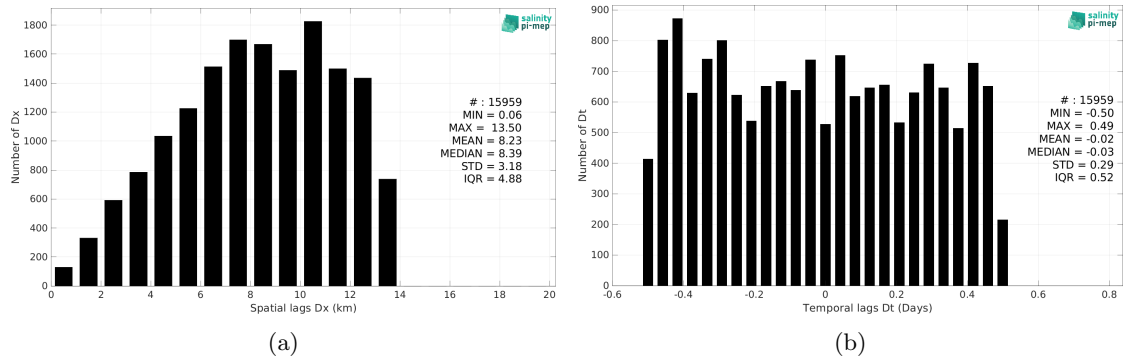 1800
1600
1400
1200
1000
800
600
400
200
0
Number of Dx
0 2 4 6 8 10 12 14 16 18 20
Spatial lags Dx (km)
salinity
pi-mep
# : 15959
MIN = 0.06
MAX = 13.50
MEAN = 8.23
MEDIAN = 8.39
STD = 3.18
IQR = 4.88
(a)
900
800
700
600
500
400
300
200
100
0
Number of Dt
-0.6 -0.4 -0.2 0 0.2 0.4 0.6 0.8
Temporal lags Dt (Days)
salinity
pi-mep
# : 15959
MIN = -0.50
MAX = 0.49
MEAN = -0.02
MEDIAN = -0.03
STD = 0.29
IQR = 0.52
(b)